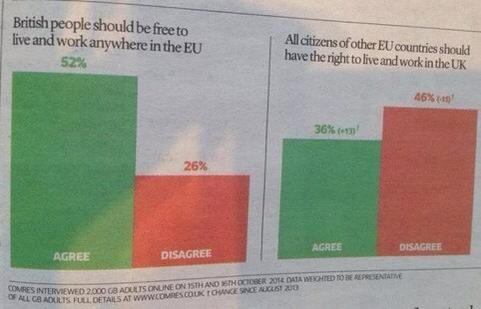 British people should be free to
live and work anywhere in the EU
52%
26%
AGREE
DISAGREE
All citizens of other EU countries should
have the right to live and work in the UK
36% (+13)†
46% (-11)†
AGREE
DISAGREE
COMRES INTERVIEWED 2,000 GB ADULTS ONLINE ON 15TH AND 16TH OCTOBER 2014. DATA WEIGHTED TO BE REPRESENTATIVE
OF ALL GB ADULTS. FULL DETAILS AT WWW.COMRES.CO.UK. † CHANGE SINCE AUGUST 2013